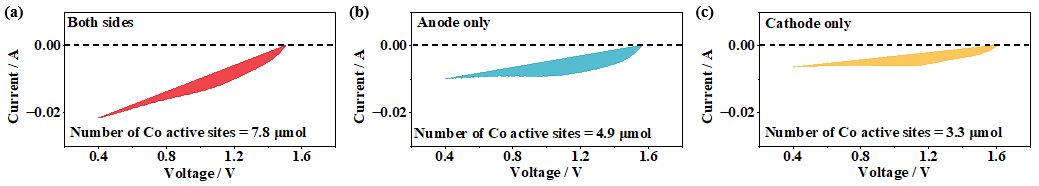 (a)
Both sides
Current / A
0.00
−0.02
Number of Co active sites = 7.8 μmol
0.4 0.8 1.2 1.6
Voltage / V
(b)
Anode only
Current / A
0.00
−0.02
Number of Co active sites = 4.9 μmol
0.4 0.8 1.2 1.6
Voltage / V
(c)
Cathode only
Current / A
0.00
−0.02
Number of Co active sites = 3.3 μmol
0.4 0.8 1.2 1.6
Voltage / V